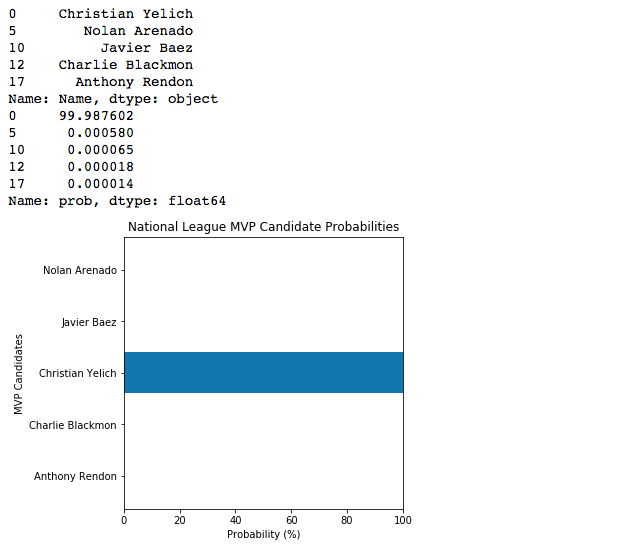 0     Christian Yelich
5        Nolan Arenado
10         Javier Baez
12    Charlie Blackmon
17      Anthony Rendon
Name: Name, dtype: object
0     99.987602
5      0.000580
10     0.000065
12     0.000018
17     0.000014
Name: prob, dtype: float64
National League MVP Candidate Probabilities
MVP Candidates
Nolan Arenado
Javier Baez
Christian Yelich
Charlie Blackmon
Anthony Rendon
0 20 40 60 80 100
Probability (%)